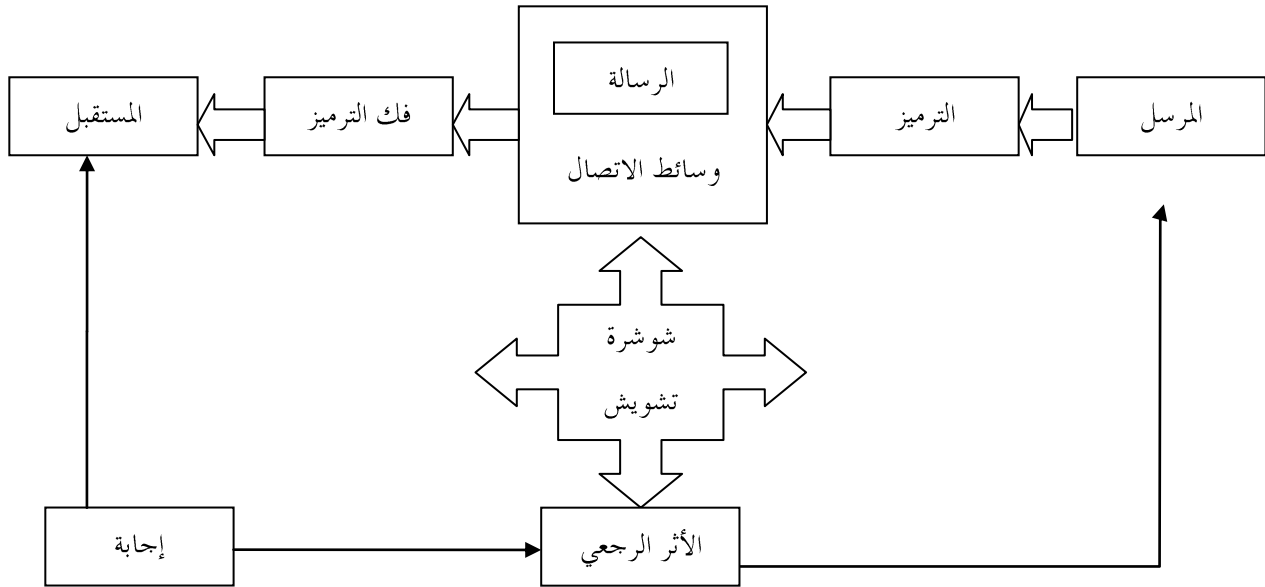 الرسالة
المرسل
الترميز
فك الترميز
المستقبل
وسائط الاتصال
شوشرة
تشويش
الأثر الرجعي
إجابة